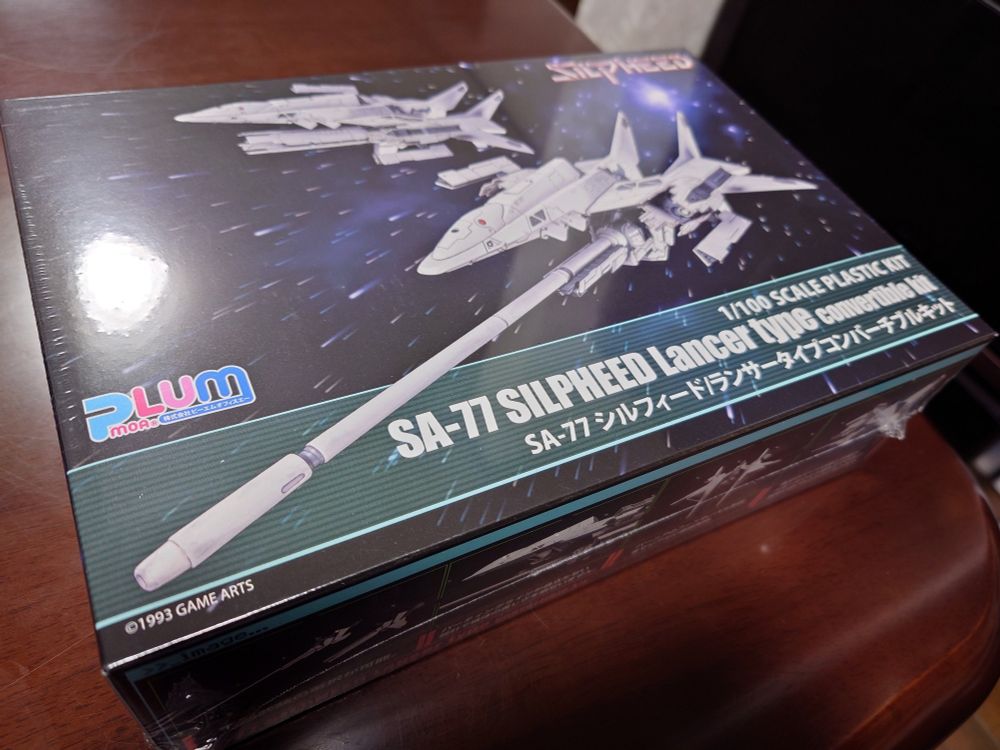 SILPHEED
1/100 SCALE PLASTIC KIT
SA-77 SILPHEED Lancer type convertible kit
SA-77 シルフィード/ランサータイプコンバーチブルキット
PLUM
PMOA
株式会社ピーエムオフィスエー
©1993 GAME ARTS